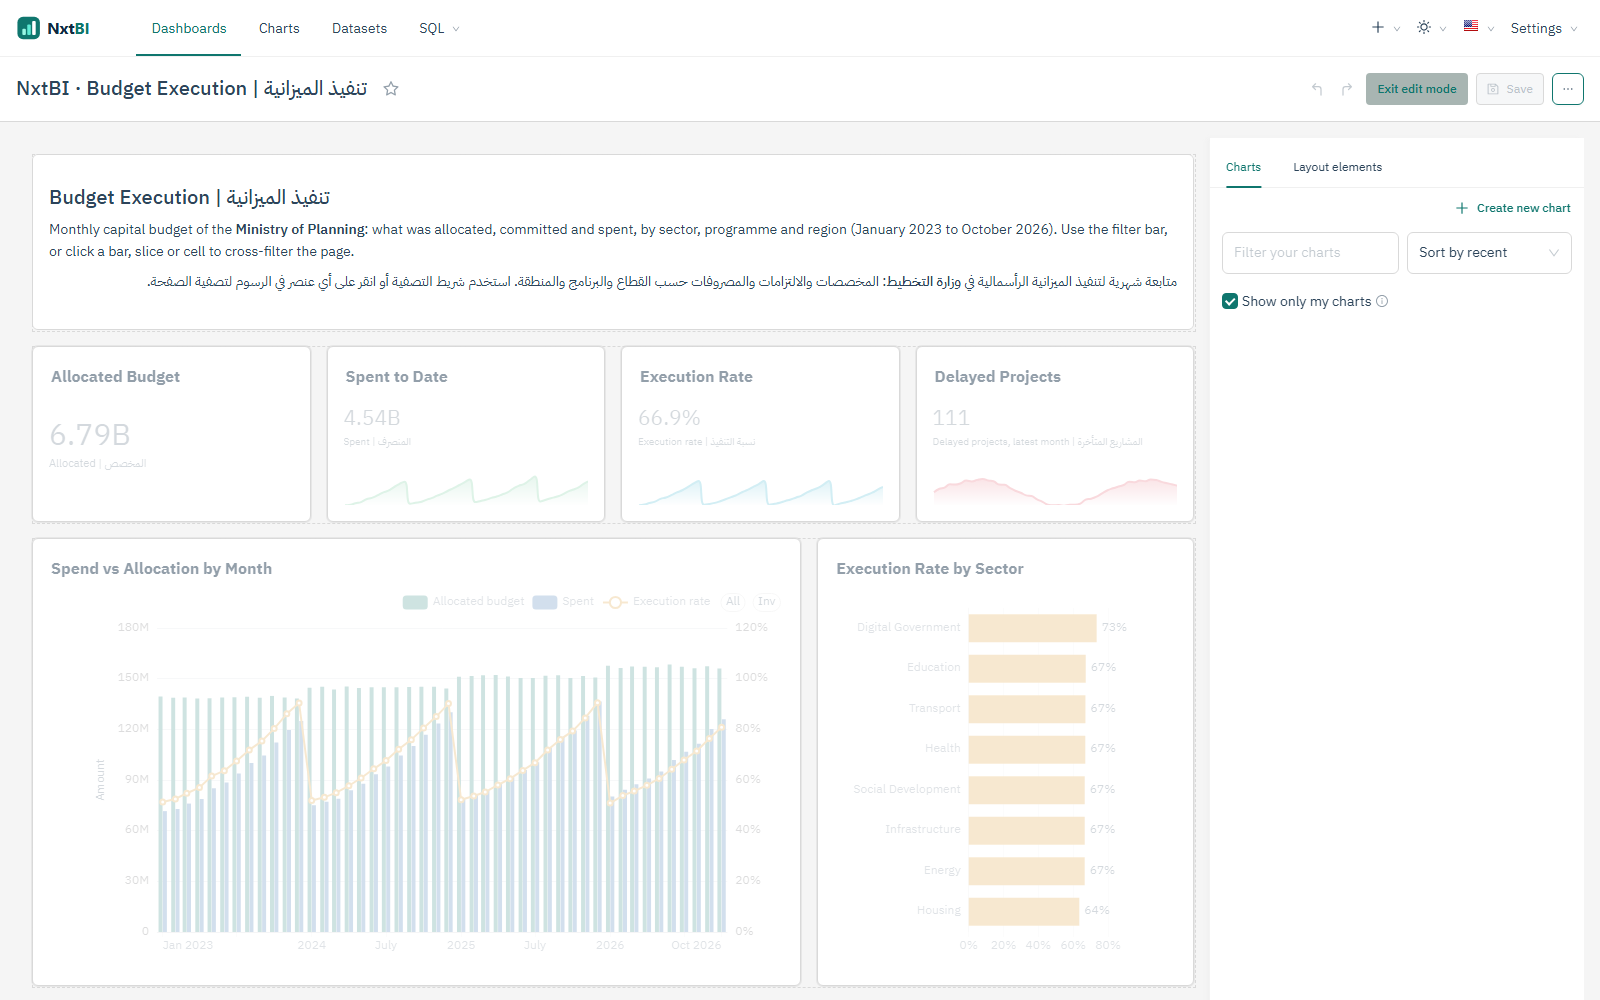 NxtBI
Dashboards
Charts
Datasets
SQL
Settings
NxtBI · Budget Execution | تنفيذ الميزانية
Exit edit mode
Save
Budget Execution | تنفيذ الميزانية
Monthly capital budget of the Ministry of Planning: what was allocated, committed and spent, by sector, programme and region (January 2023 to October 2026). Use the filter bar,
or click a bar, slice or cell to cross-filter the page.
متابعة شهرية لتنفيذ الميزانية الرأسمالية في وزارة التخطيط: المخصصات والالتزامات والمصروفات حسب القطاع والبرنامج والمنطقة. استخدم شريط التصفية أو انقر على أي عنصر في الرسوم لتصفية الصفحة.
Allocated Budget
6.79B
Allocated | المخصص
Spent to Date
4.54B
Spent | المنصرف
Execution Rate
66.9%
Execution rate | نسبة التنفيذ
Delayed Projects
111
Delayed projects, latest month | المشاريع المتأخرة
Spend vs Allocation by Month
Allocated budget
Spent
Execution rate
All
Inv
180M
150M
120M
90M
60M
30M
0
Amount
120%
100%
80%
60%
40%
20%
0%
Jan 2023
2024
July
2025
July
2026
Oct 2026
Execution Rate by Sector
Digital Government 73%
Education 67%
Transport 67%
Health 67%
Social Development 67%
Infrastructure 67%
Energy 67%
Housing 64%
0% 20% 40% 60% 80%
Charts
Layout elements
Create new chart
Filter your charts
Sort by recent
Show only my charts